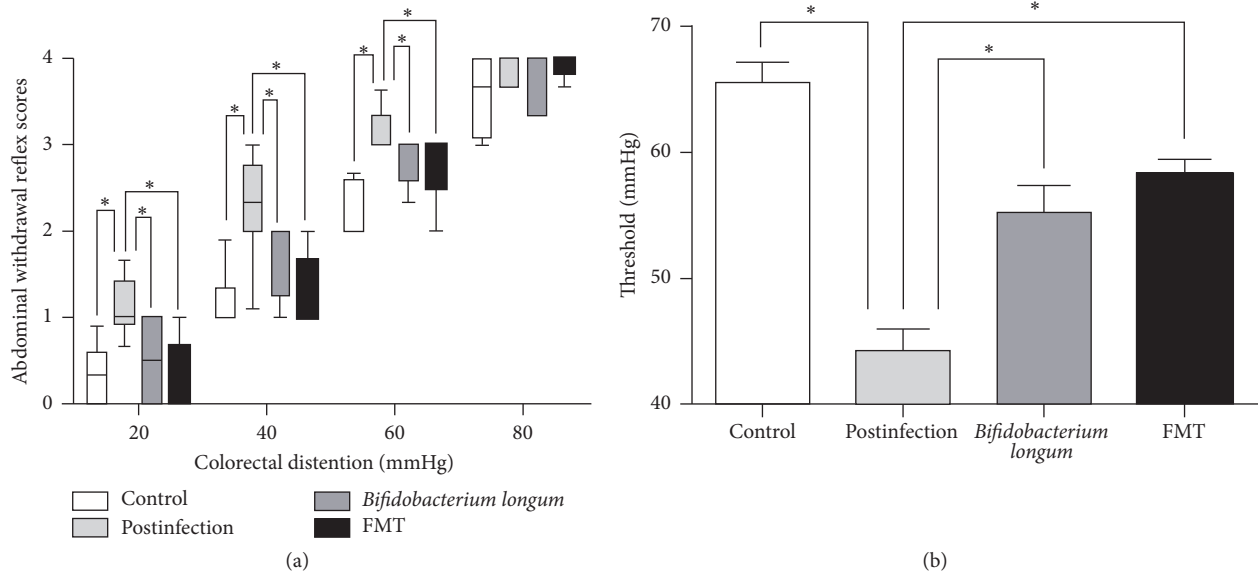 Abdominal withdrawal reflex scores
4
3
2
1
0
* * *
* * *
* * *
20 40 60 80
Colorectal distention (mmHg)
Control
Postinfection
Bifidobacterium longum
FMT
(a)
Threshold (mmHg)
70
60
50
40
* * *
Control Postinfection Bifidobacterium FMT
longum
(b)